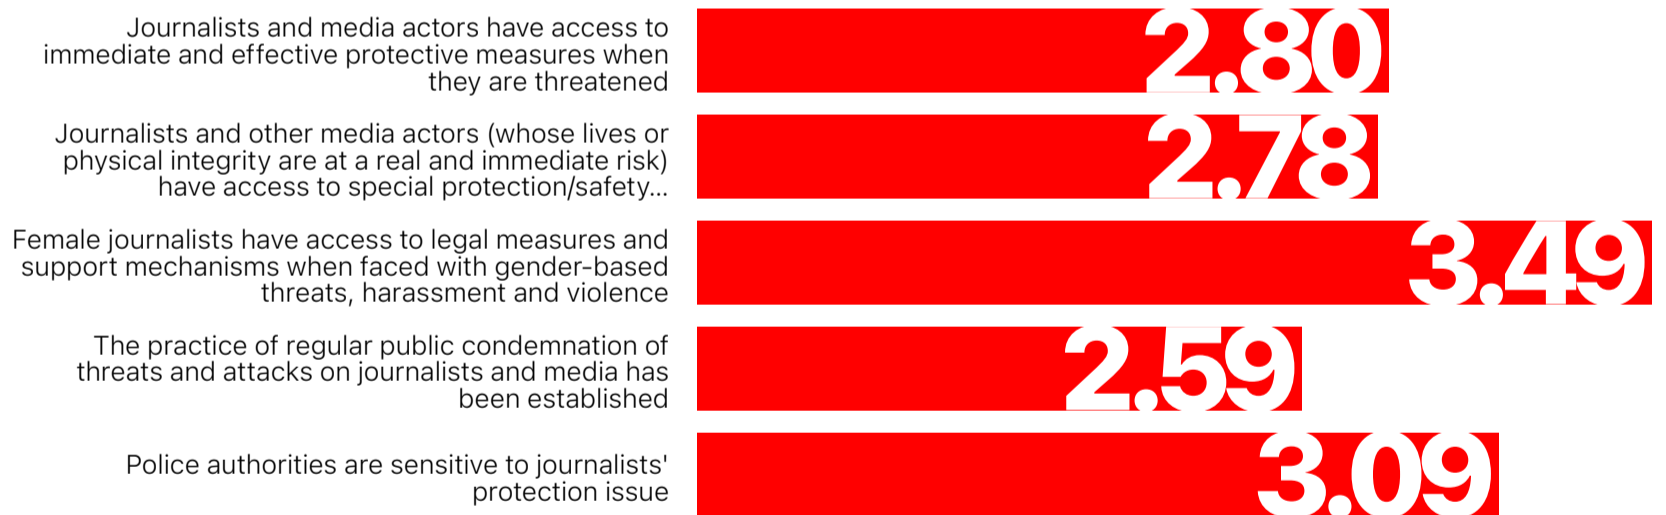 Journalists and media actors have access to
immediate and effective protective measures when
they are threatened
2.80
Journalists and other media actors (whose lives or
physical integrity are at a real and immediate risk)
have access to special protection/safety...
2.78
Female journalists have access to legal measures and
support mechanisms when faced with gender-based
threats, harassment and violence
3.49
The practice of regular public condemnation of
threats and attacks on journalists and media has
been established
2.59
Police authorities are sensitive to journalists'
protection issue
3.09